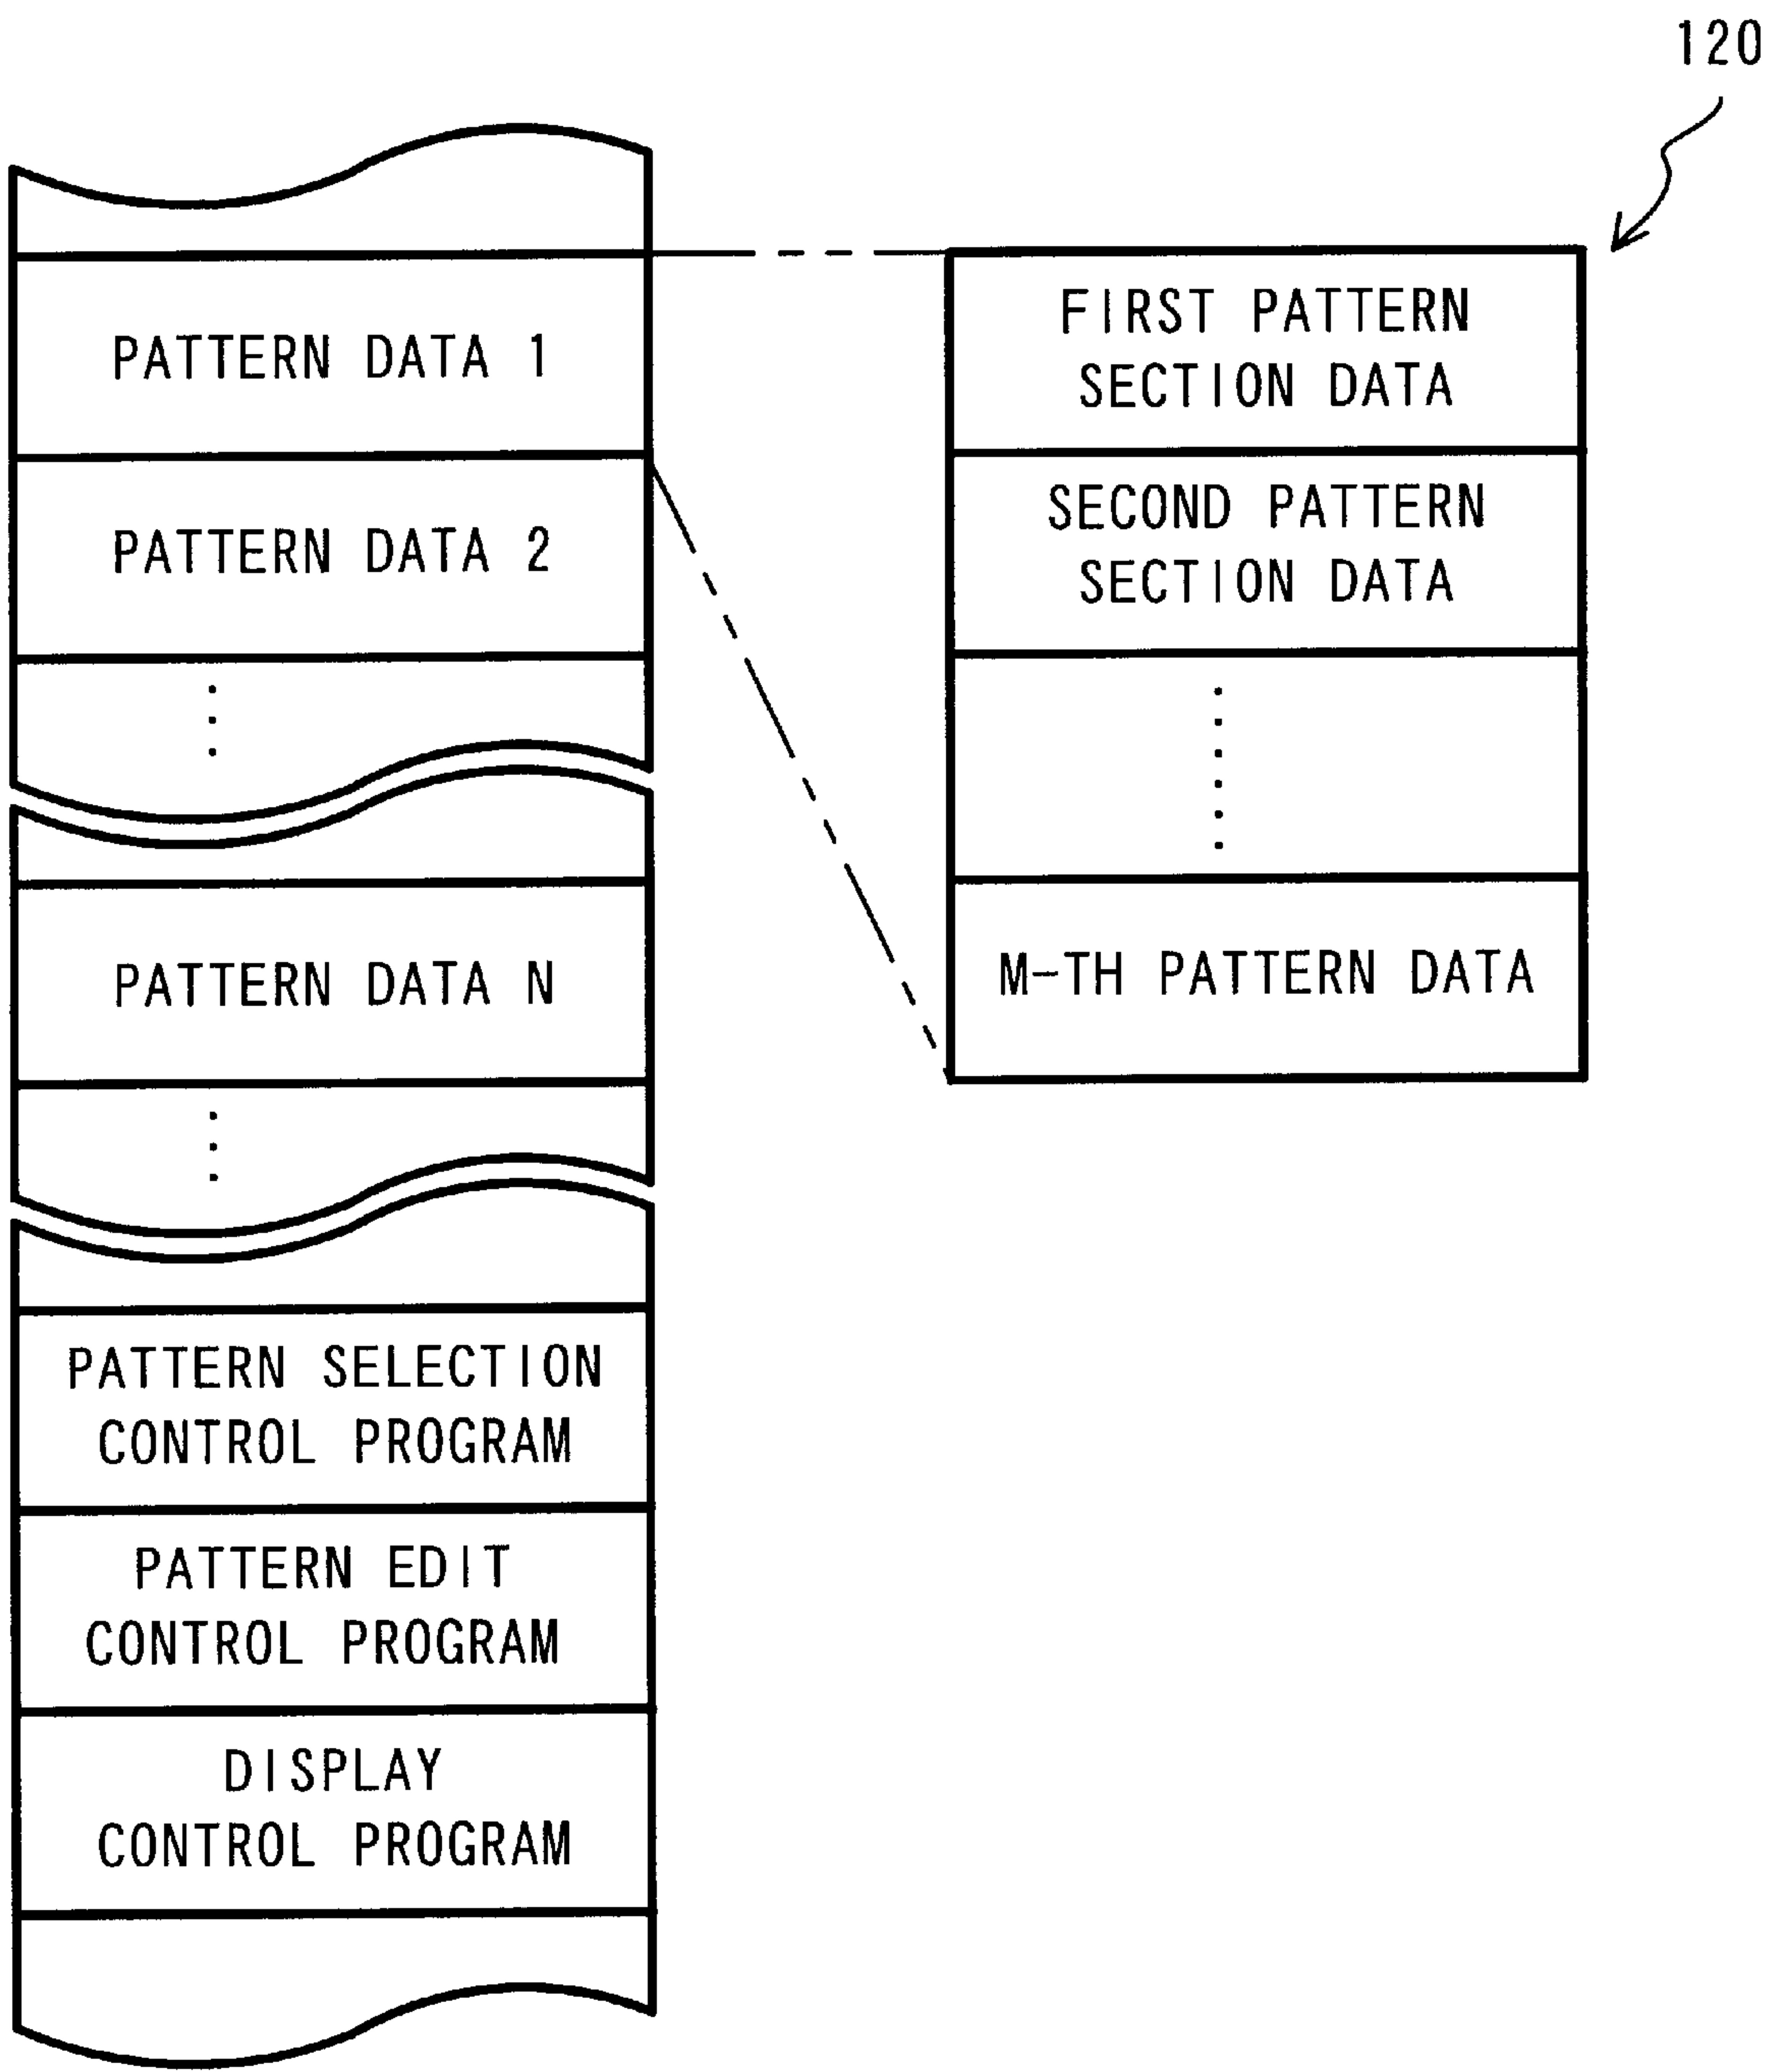 120
PATTERN DATA 1
PATTERN DATA 2
PATTERN DATA N
PATTERN SELECTION
CONTROL PROGRAM
PATTERN EDIT
CONTROL PROGRAM
DISPLAY
CONTROL PROGRAM
FIRST PATTERN
SECTION DATA
SECOND PATTERN
SECTION DATA
M-TH PATTERN DATA